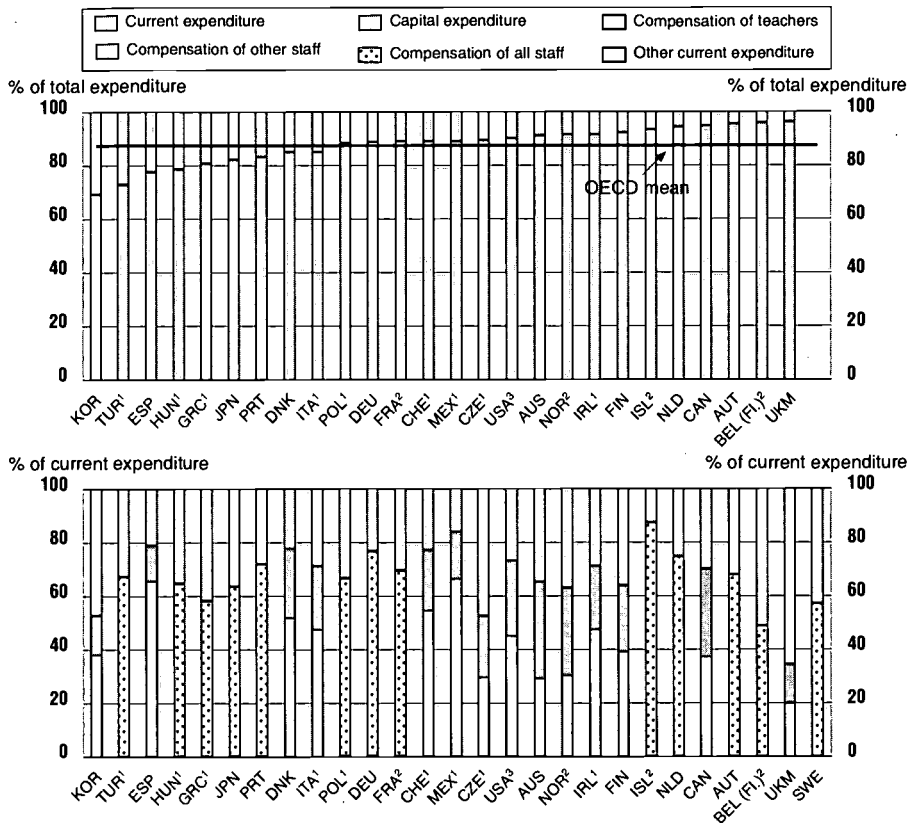 Current expenditure Capital expenditure Compensation of teachers
Compensation of other staff Compensation of all staff Other current expenditure
% of total expenditure % of total expenditure
100 100
80 80
OECD mean
60 60
40 40
20 20
0 0
KOR TUR¹ ESP HUN¹ GRC¹ JPN PRT DNK ITA¹ POL¹ DEU FRA² CHE¹ MEX¹ CZE¹ USA³ AUS NOR² IRL¹ FIN ISL² NLD CAN AUT BEL (Fl.)² UKM
% of current expenditure % of current expenditure
100 100
80 80
60 60
40 40
20 20
0 0
KOR TUR¹ ESP HUN¹ GRC¹ JPN PRT DNK ITA¹ POL¹ DEU FRA² CHE¹ MEX¹ CZE¹ USA³ AUS NOR² IRL¹ FIN ISL² NLD CAN AUT BEL (Fl.)² UKM SWE